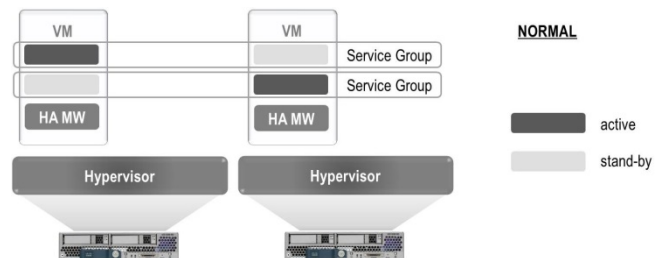 VM
VM
NORMAL
Service Group
Service Group
HA MW
HA MW
active
stand-by
Hypervisor
Hypervisor